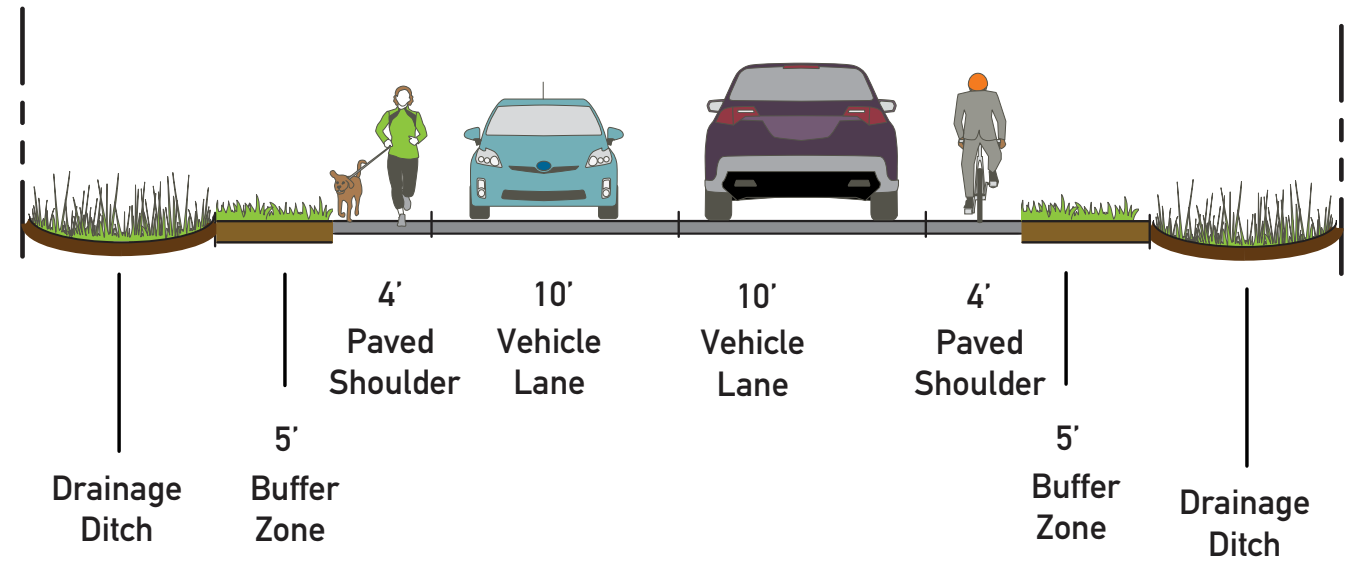 4’
Paved
Shoulder
10’
Vehicle
Lane
10’
Vehicle
Lane
4’
Paved
Shoulder
5’
Buffer
Zone
5’
Buffer
Zone
Drainage
Ditch
Drainage
Ditch